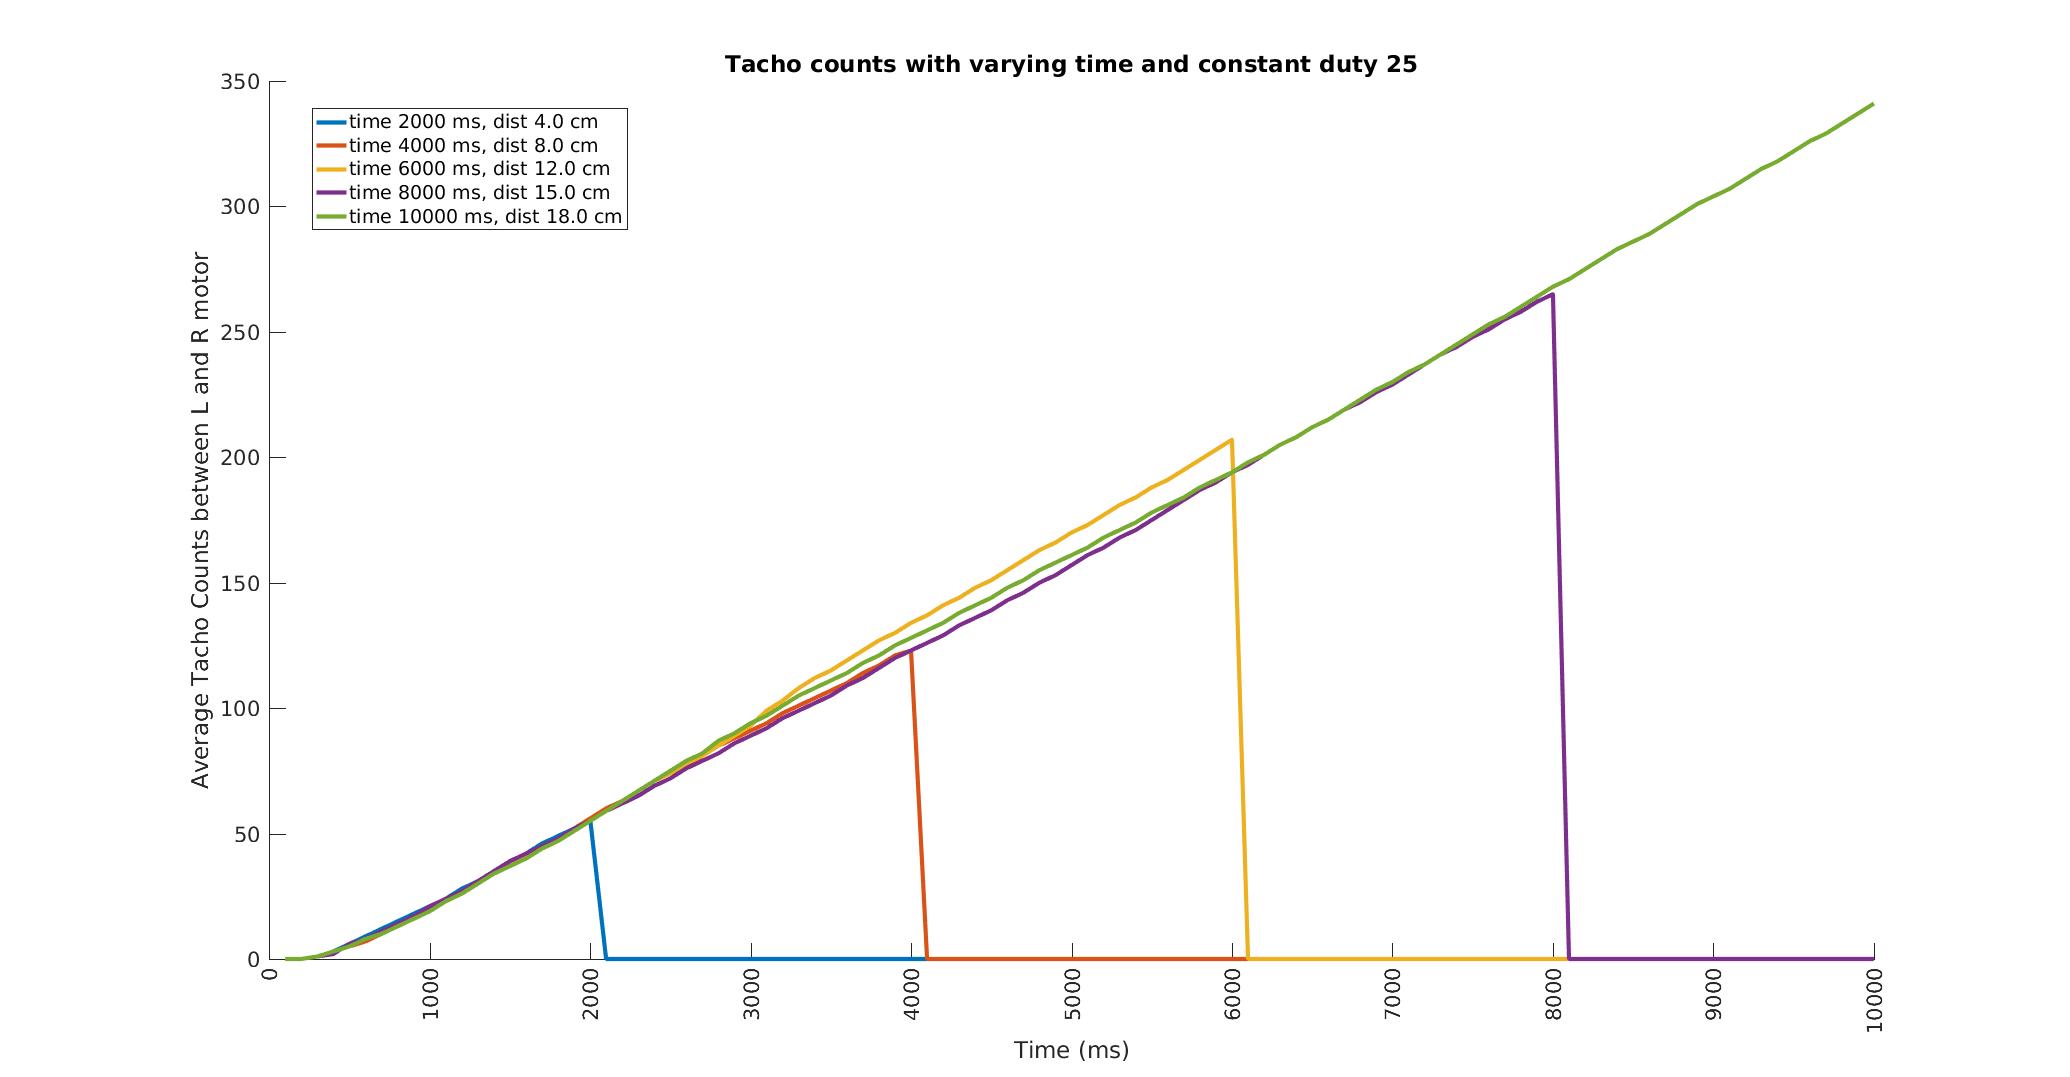 Tacho counts with varying time and constant duty 25
350
300
250
200
150
100
50
0
Average Tacho Counts between L and R motor
time 2000 ms, dist 4.0 cm
time 4000 ms, dist 8.0 cm
time 6000 ms, dist 12.0 cm
time 8000 ms, dist 15.0 cm
time 10000 ms, dist 18.0 cm
0
1000
2000
3000
4000
5000
6000
7000
8000
9000
10000
Time (ms)